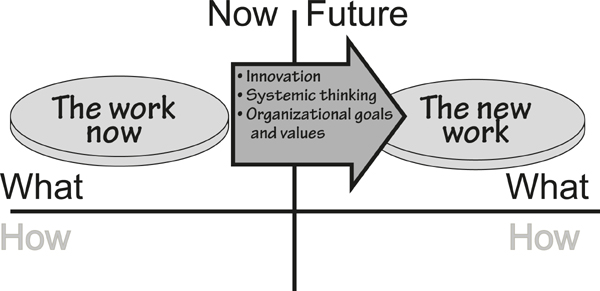 Now Future
• Innovation
• Systemic thinking
• Organizational goals
and values
The work
now
The new
work
What
What
How
How